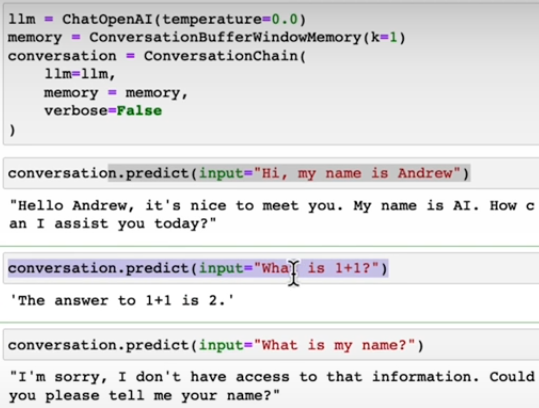 llm = ChatOpenAI(temperature=0.0)
memory = ConversationBufferWindowMemory(k=1)
conversation = ConversationChain(
    llm=llm,
    memory = memory,
    verbose=False
)
conversation.predict(input="Hi, my name is Andrew")
"Hello Andrew, it's nice to meet you. My name is AI. How c
an I assist you today?"
conversation.predict(input="What is 1+1?")
'The answer to 1+1 is 2.'
conversation.predict(input="What is my name?")
"I'm sorry, I don't have access to that information. Could
you please tell me your name?"